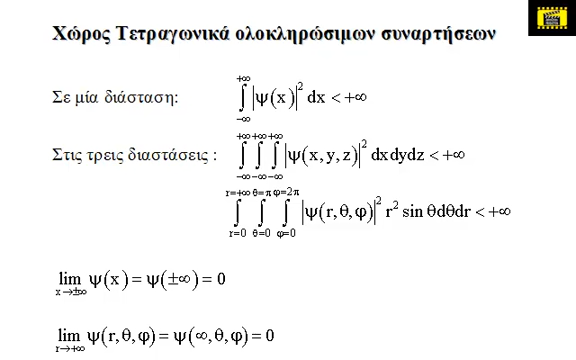 Χώρος Τετραγωνικά ολοκληρώσιμων συναρτήσεων
Σε μία διάσταση: ∫_{-∞}^{+∞} |ψ(x)|² dx < +∞
Στις τρεις διαστάσεις : ∫_{-∞}^{+∞} ∫_{-∞}^{+∞} ∫_{-∞}^{+∞} |ψ(x,y,z)|² dxdydz < +∞
∫_{r=0}^{r=+∞} ∫_{θ=0}^{θ=π} ∫_{φ=0}^{φ=2π} |ψ(r,θ,φ)|² r² sin θdθdr < +∞
lim_{x→±∞} ψ(x) = ψ(±∞) = 0
lim_{r→+∞} ψ(r,θ,φ) = ψ(∞,θ,φ) = 0